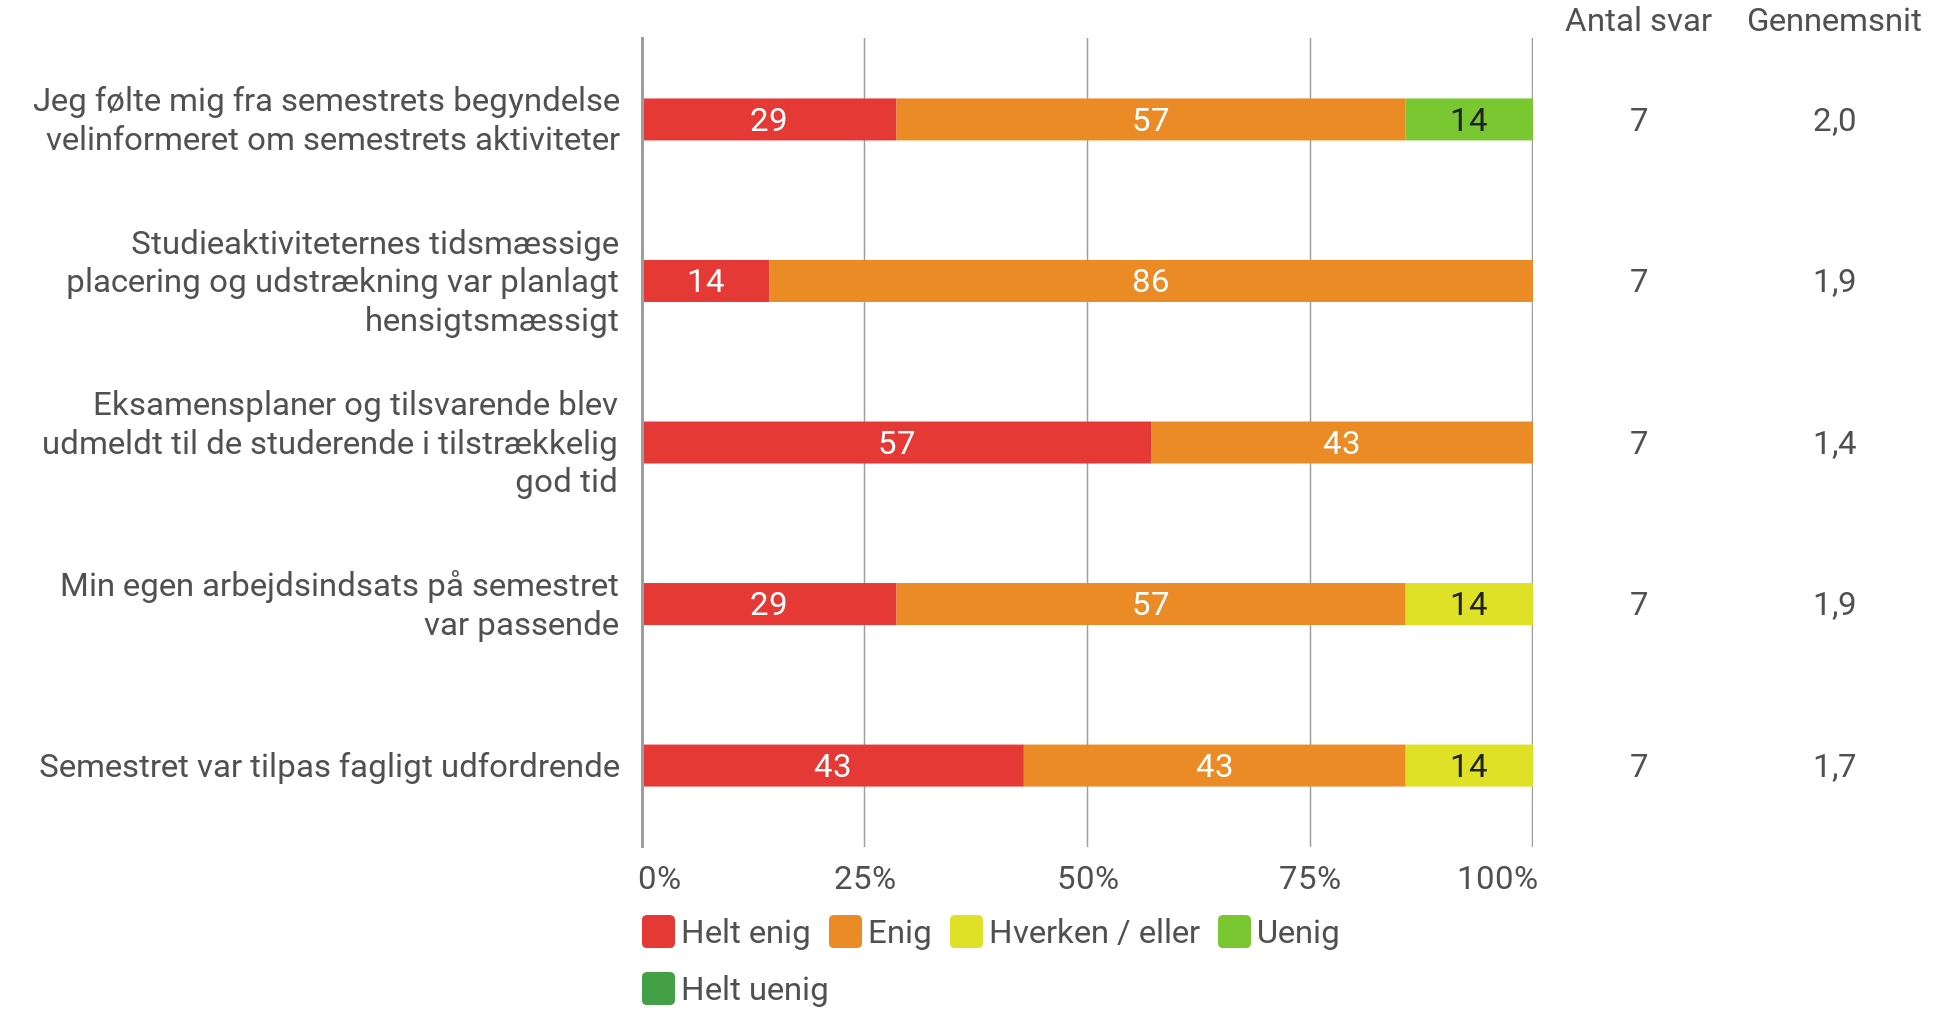 Antal svar Gennemsnit
Jeg følte mig fra semestrets begyndelse
velinformeret om semestrets aktiviteter
29 57 14 7 2,0
Studieaktiviteternes tidsmæssige
placering og udstrækning var planlagt
hensigtsmæssigt
14 86 7 1,9
Eksamensplaner og tilsvarende blev
udmeldt til de studerende i tilstrækkelig
god tid
57 43 7 1,4
Min egen arbejdsindsats på semestret
var passende
29 57 14 7 1,9
Semestret var tilpas fagligt udfordrende
43 43 14 7 1,7
0% 25% 50% 75% 100%
Helt enig Enig Hverken / eller Uenig
Helt uenig